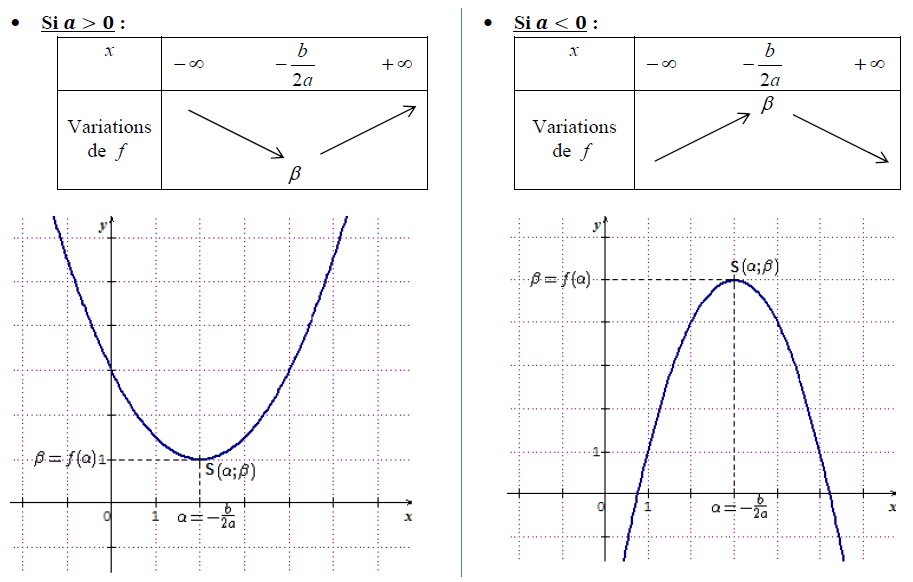 • Si a > 0 :
x −∞ −b/2a +∞
Variations
de f
β
y
β = f(α) 1
S(α;β)
0 1 α = −b/2a x
• Si a < 0 :
x −∞ −b/2a +∞
β
Variations
de f
y
S(α;β)
β = f(α)
1
0 1 α = −b/2a x